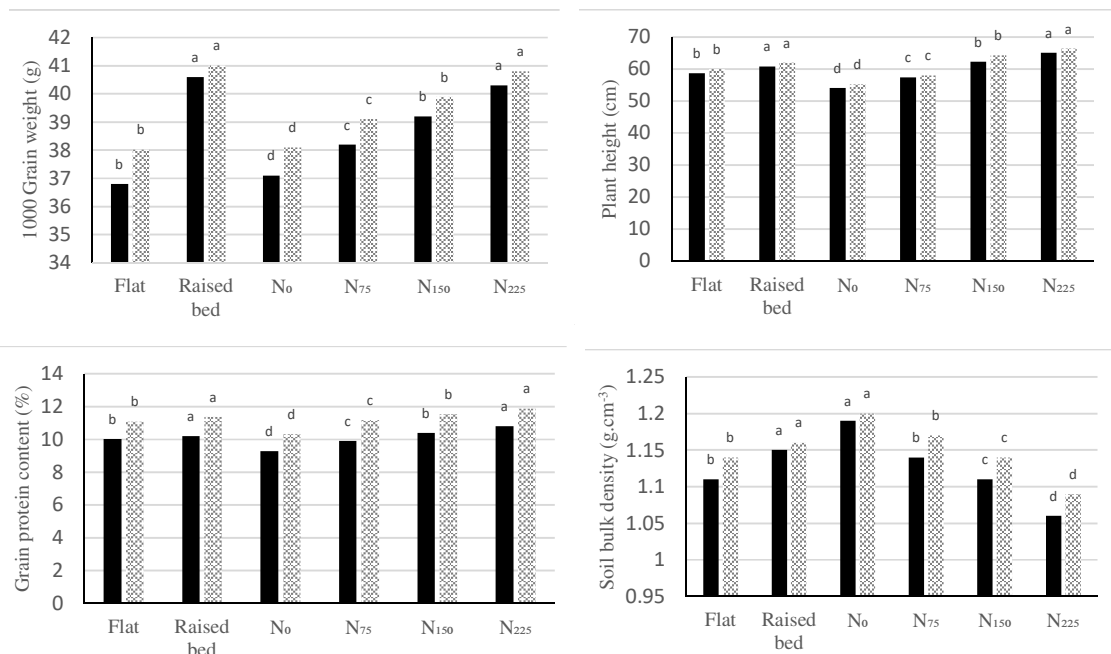 1000 Grain weight (g)
42
41
40
39
38
37
36
35
34
b
b
a
a
d
d
c
c
b
b
a
a
Flat
Raised
bed
N₀
N₇₅
N₁₅₀
N₂₂₅
Plant height (cm)
70
60
50
40
30
20
10
0
b
b
a
a
d
d
c
c
b
b
a
a
Flat
Raised
bed
N₀
N₇₅
N₁₅₀
N₂₂₅
Grain protein content (%)
14
12
10
8
6
4
2
0
b
b
a
a
d
d
c
c
b
b
a
a
Flat
Raised
bed
N₀
N₇₅
N₁₅₀
N₂₂₅
Soil bulk density (g.cm⁻³)
1.25
1.2
1.15
1.1
1.05
1
0.95
b
b
a
a
a
a
b
b
c
c
d
d
Flat
Raised
bed
N₀
N₇₅
N₁₅₀
N₂₂₅